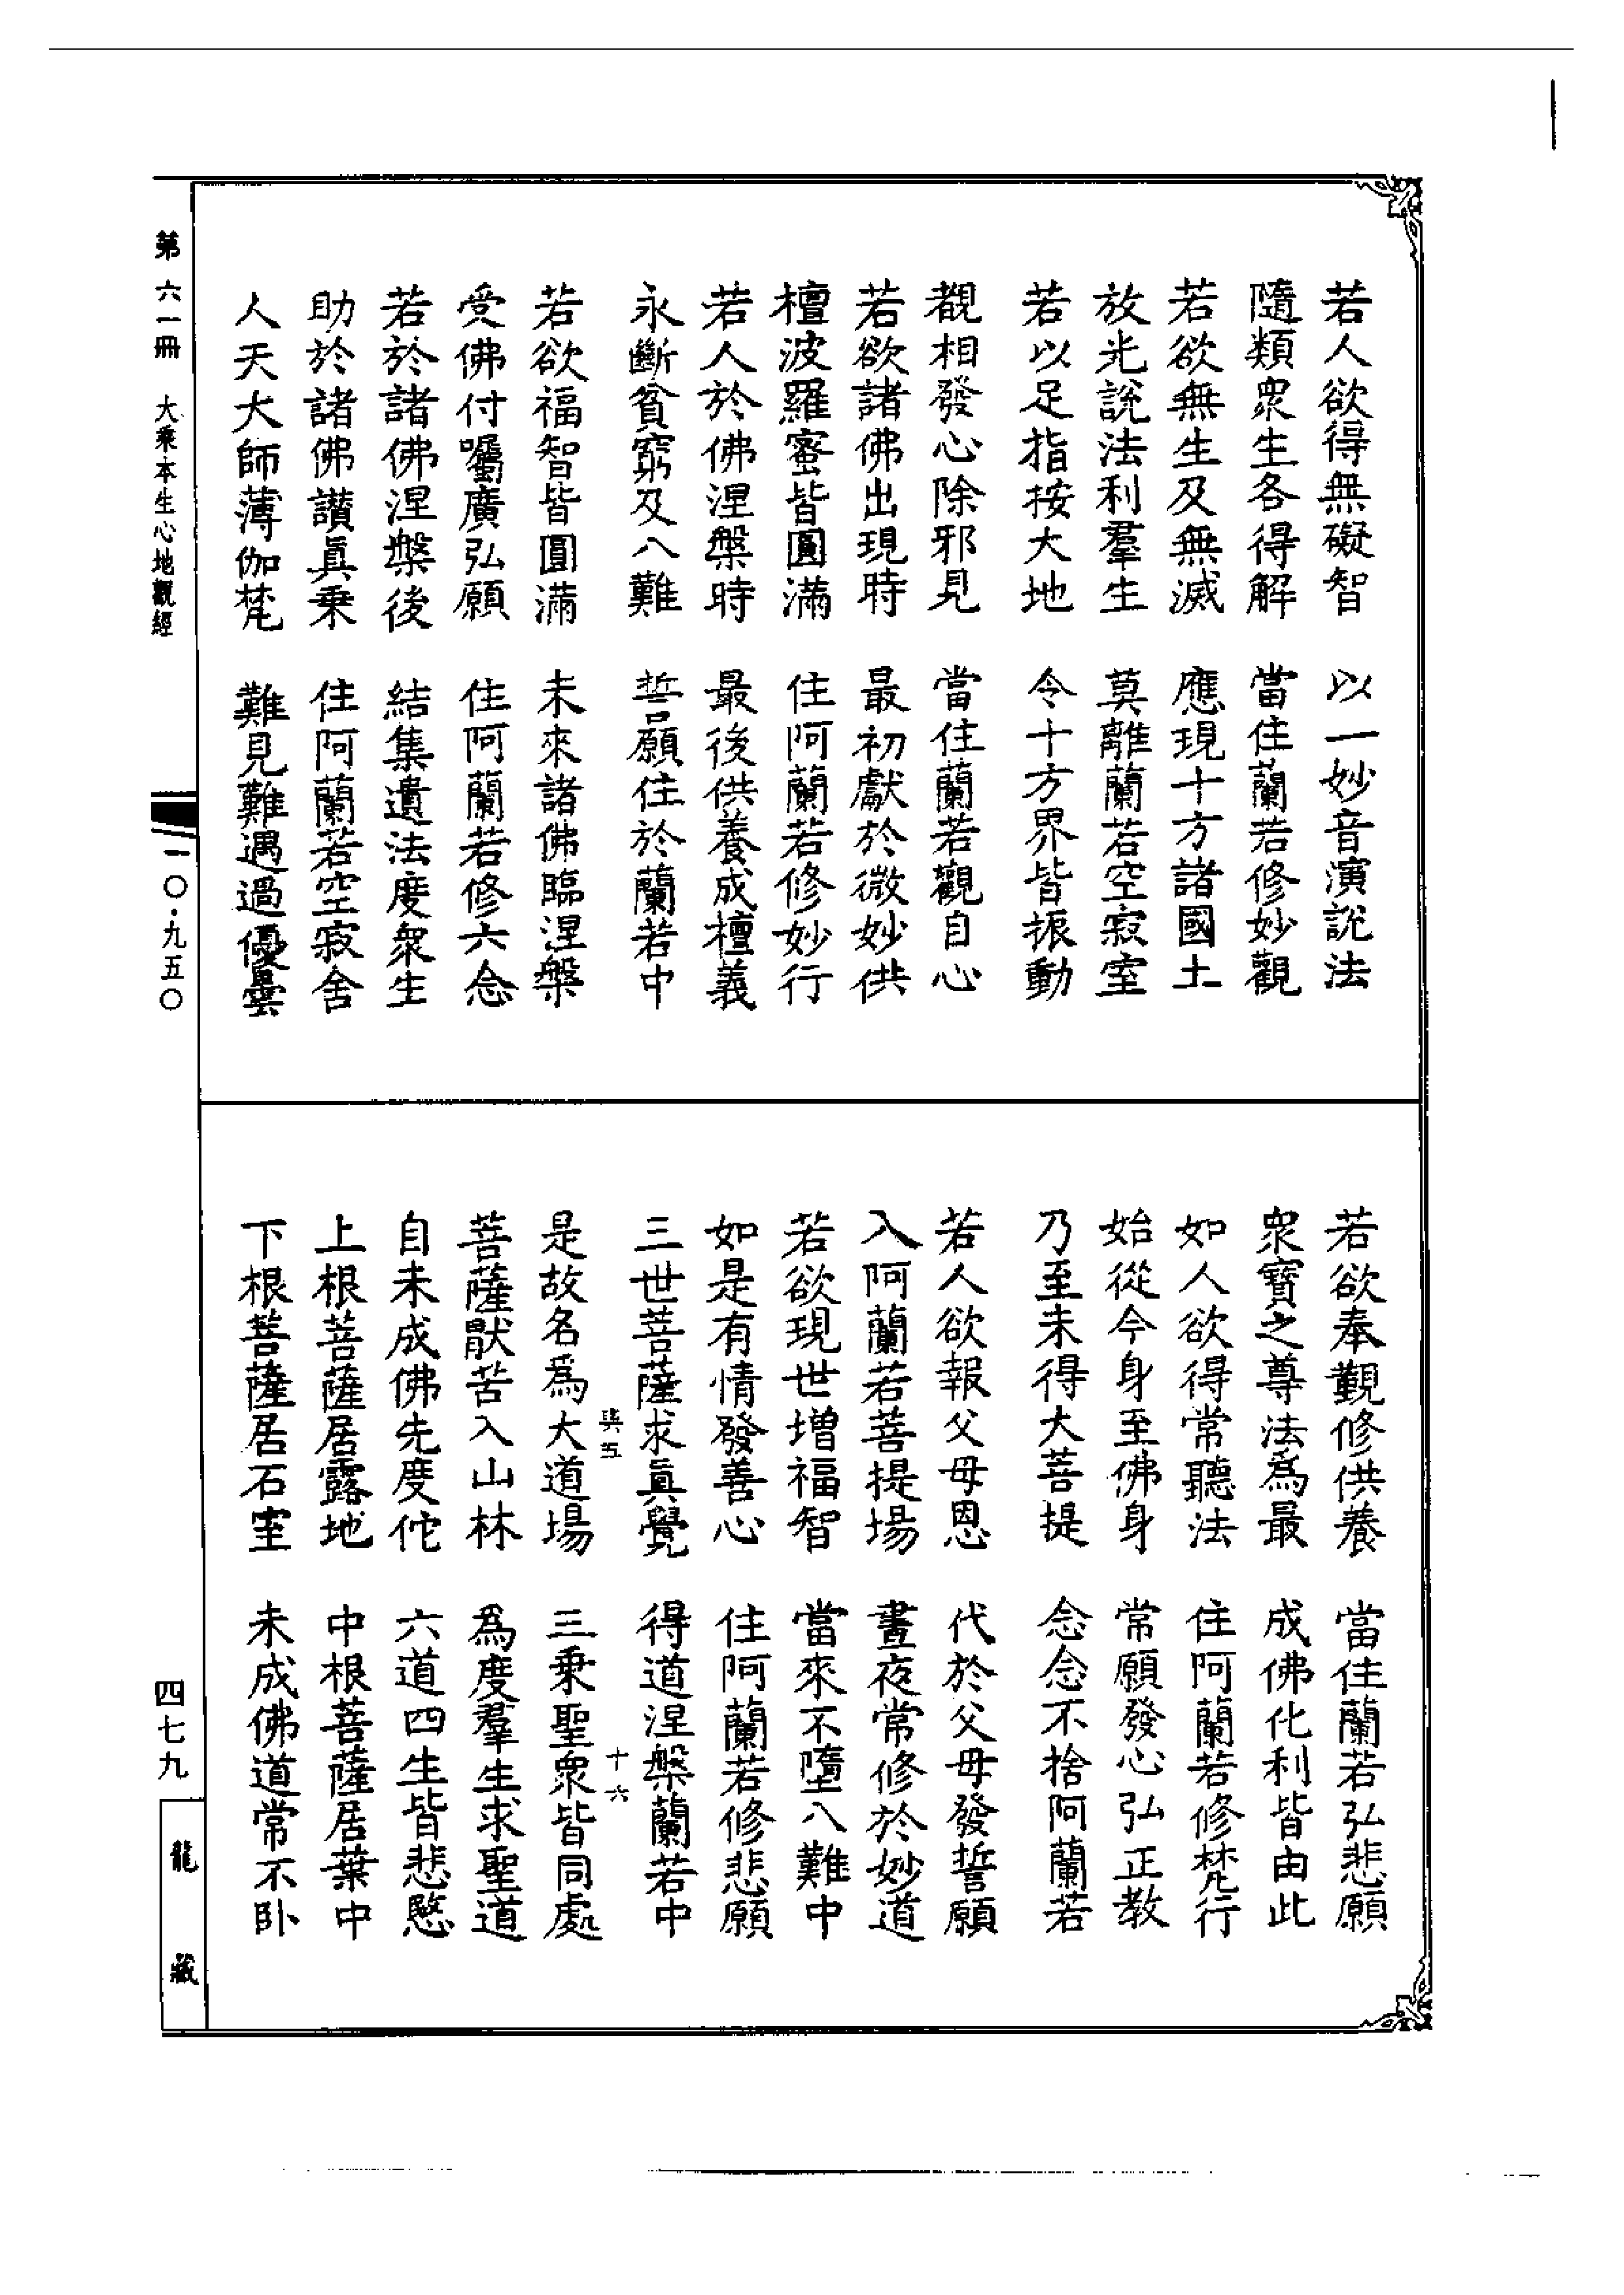 若人欲得無礙智　以一妙音演說法
隨類衆生各得解　當住蘭若修妙觀
若欲無生及無滅　應現十方諸國土
放光說法利羣生　莫離蘭若空寂室
若以足指按大地　令十方界皆振動
覩相發心除邪見　當住蘭若觀自心
若欲諸佛出現時　最初獻於微妙供
檀波羅蜜皆圓滿　住阿蘭若修妙行
若人於佛涅槃時　最後供養成檀義
永斷貧窮及八難　誓願住於蘭若中
若欲福智皆圓滿　未來諸佛臨涅槃
受佛付囑廣弘願　住阿蘭若修六念
若於諸佛涅槃後　結集遺法度衆生
助於諸佛讚眞乗　住阿蘭若空寂舍
人天大師薄伽梵　難見難遇過優曇
若欲奉觀修供養　當住蘭若弘悲願
衆寶之尊法爲最　成佛化利皆由此
如人欲得常聽法　住阿蘭若修梵行
始從今身至佛身　常願發心弘正教
乃至未得大菩提　念念不捨阿蘭若
若人欲報父母恩　代於父母發誓願
入阿蘭若菩提場　晝夜常修於妙道
若欲現世增福智　當來不墮八難中
如是有情發善心　住阿蘭若修悲願
三世菩薩求眞覺　得道涅槃蘭若中
㒵五　十六
是故名爲大道場　三乗聖衆皆同處
菩薩猒苦入山林　爲度羣生求聖道
自未成佛先度佗　六道四生皆悲愍
上根菩薩居露地　中根菩薩居葉中
下根菩薩居石室　未成佛道常不卧
第六一冊　大乘本生心地觀經
一〇·九五〇
四七九
龍藏